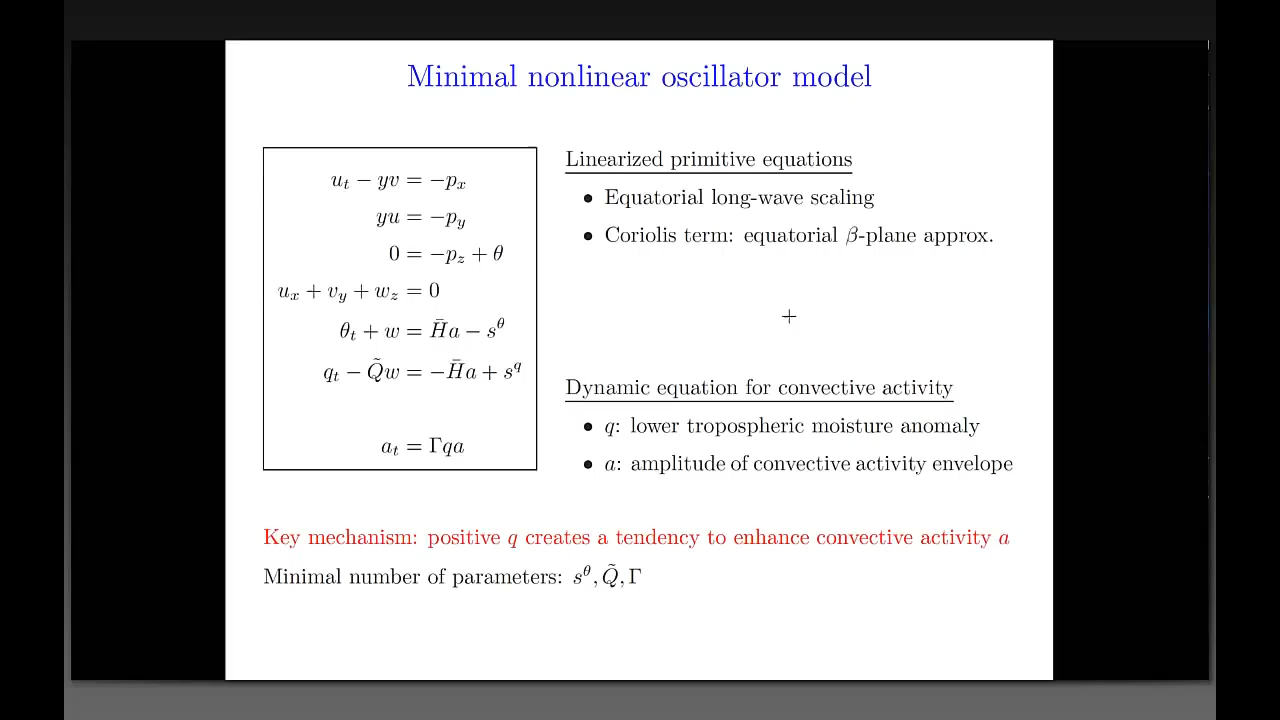 Minimal nonlinear oscillator model
u_t − yv = −p_x
yu = −p_y
0 = −p_z + θ
u_x + v_y + w_z = 0
θ_t + w = H̄a − s^θ
q_t − Q̃w = −H̄a + s^q
a_t = Γqa
Linearized primitive equations
• Equatorial long-wave scaling
• Coriolis term: equatorial β-plane approx.
+
Dynamic equation for convective activity
• q: lower tropospheric moisture anomaly
• a: amplitude of convective activity envelope
Key mechanism: positive q creates a tendency to enhance convective activity a
Minimal number of parameters: s^θ, Q̃, Γ